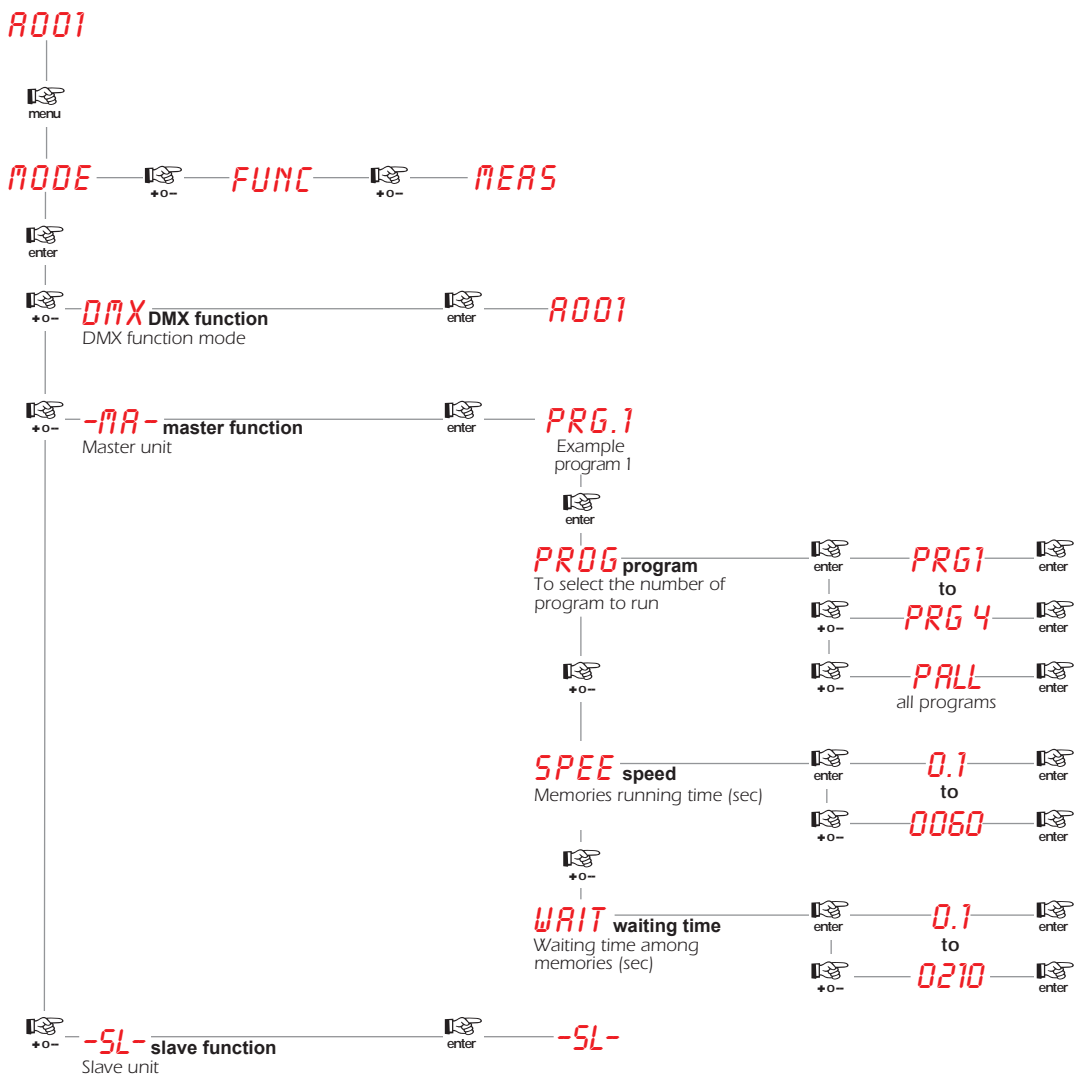 A001
menu
MODE +o- FUNC +o- MEAS
enter
+o- DMX DMX function enter A001
DMX function mode
+o- -MA- master function enter PRG.1
Master unit
Example
program 1
enter
PROG program enter PRG1 enter
To select the number of
program to run
to
+o- PRG 4 enter
+o- +o- PALL enter
all programs
SPEE speed enter 0.1 enter
Memories running time (sec)
to
+o- 0060 enter
+o-
WAIT waiting time enter 0.1 enter
Waiting time among
memories (sec)
to
+o- 0210 enter
+o- -SL- slave function enter -SL-
Slave unit